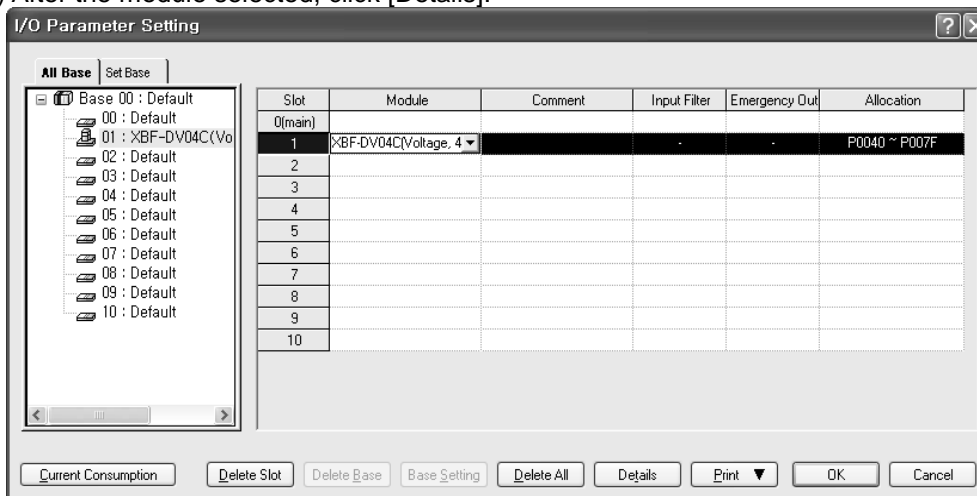 ) After the module selected, click [Details].
I/O Parameter Setting
All Base Set Base
Base 00 : Default
00 : Default
01 : XBF-DV04C(Vo
02 : Default
03 : Default
04 : Default
05 : Default
06 : Default
07 : Default
08 : Default
09 : Default
10 : Default
Slot Module Comment Input Filter Emergency Out Allocation
0(main)
1 XBF-DV04C(Voltage, 4 - - P0040 ~ P007F
2
3
4
5
6
7
8
9
10
Current Consumption Delete Slot Delete Base Base Setting Delete All Details Print ▼ OK Cancel